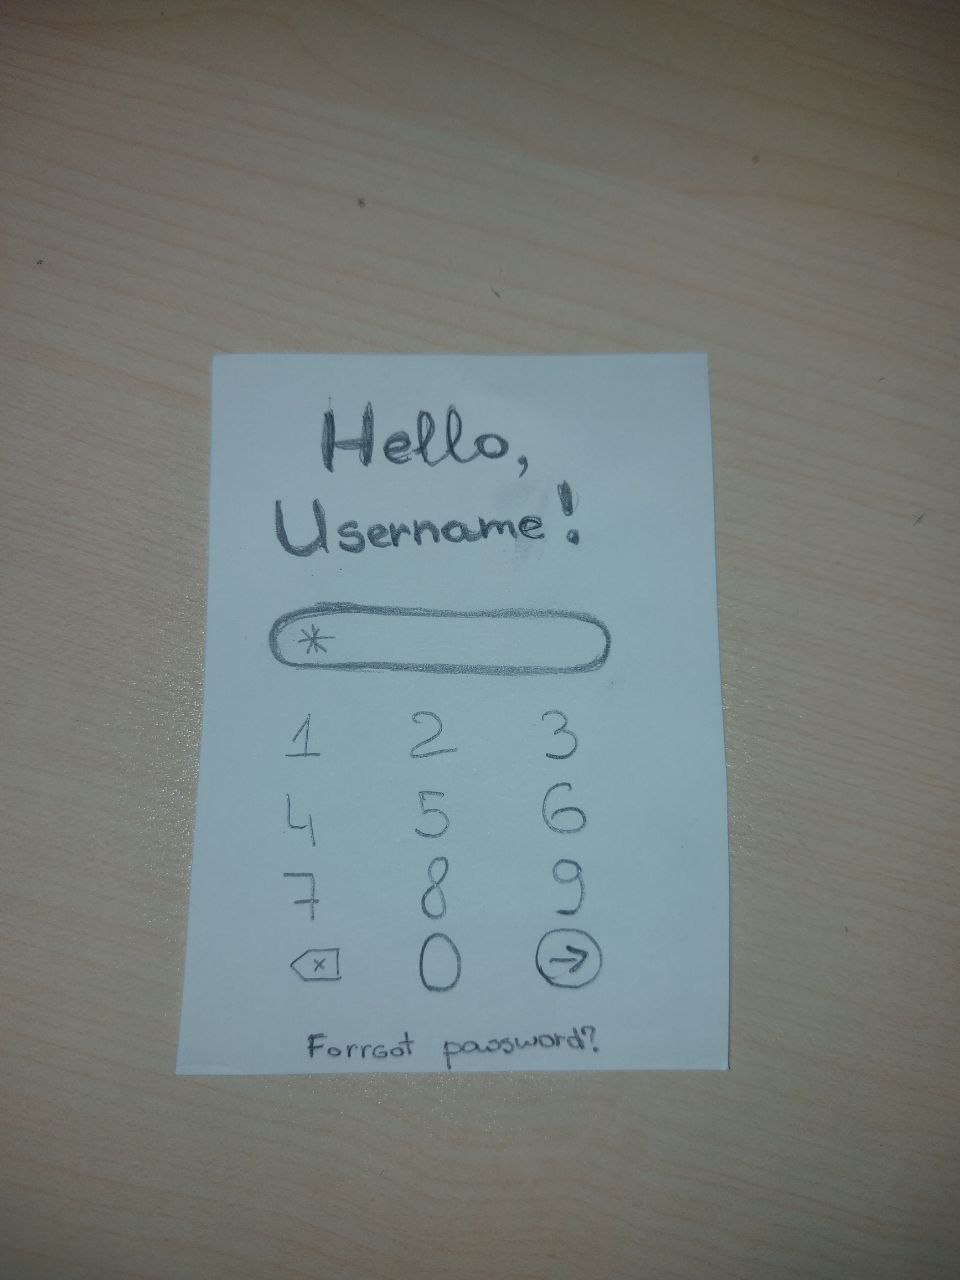 Hello,
Username!
*
1 2 3
4 5 6
7 8 9
x 0 →
Forrgot password?